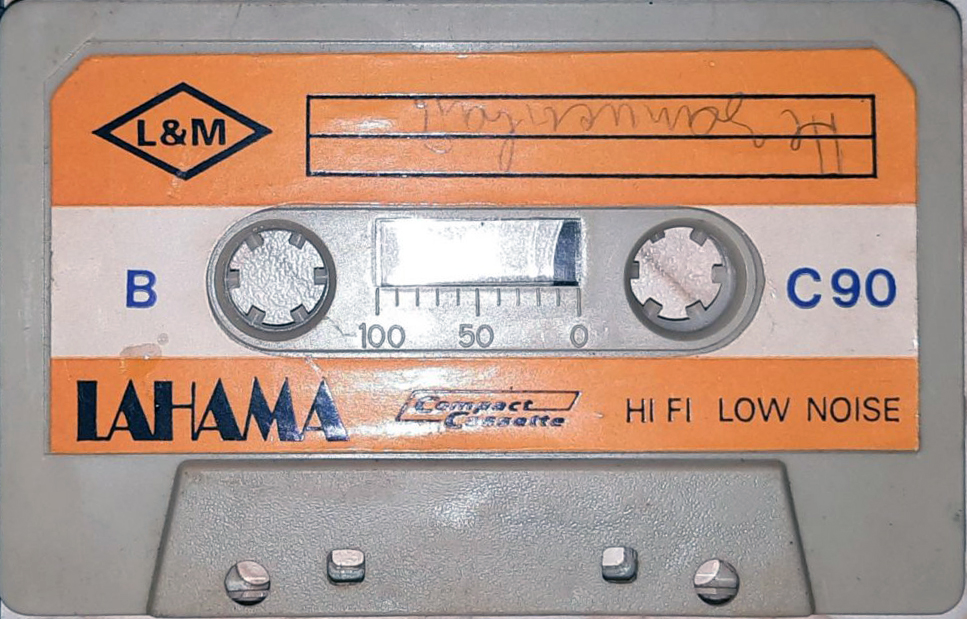 L&M
B
C90
100 50 0
LAHAMA
Compact
Cassette
HI FI LOW NOISE